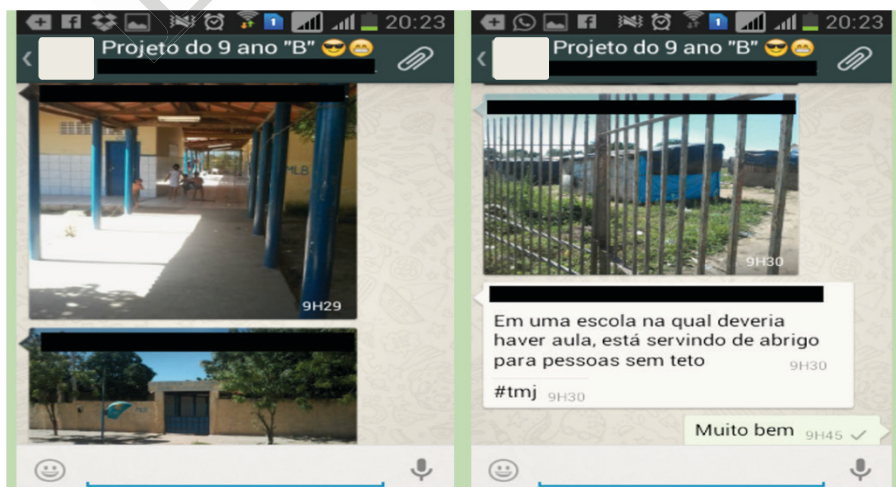 20:23
Projeto do 9 ano "B" 😎😁
MLB
9H29
20:23
Projeto do 9 ano "B" 😎😁
9H30
Em uma escola na qual deveria
haver aula, está servindo de abrigo
para pessoas sem teto
9H30
#tmj 9H30
Muito bem 9H45